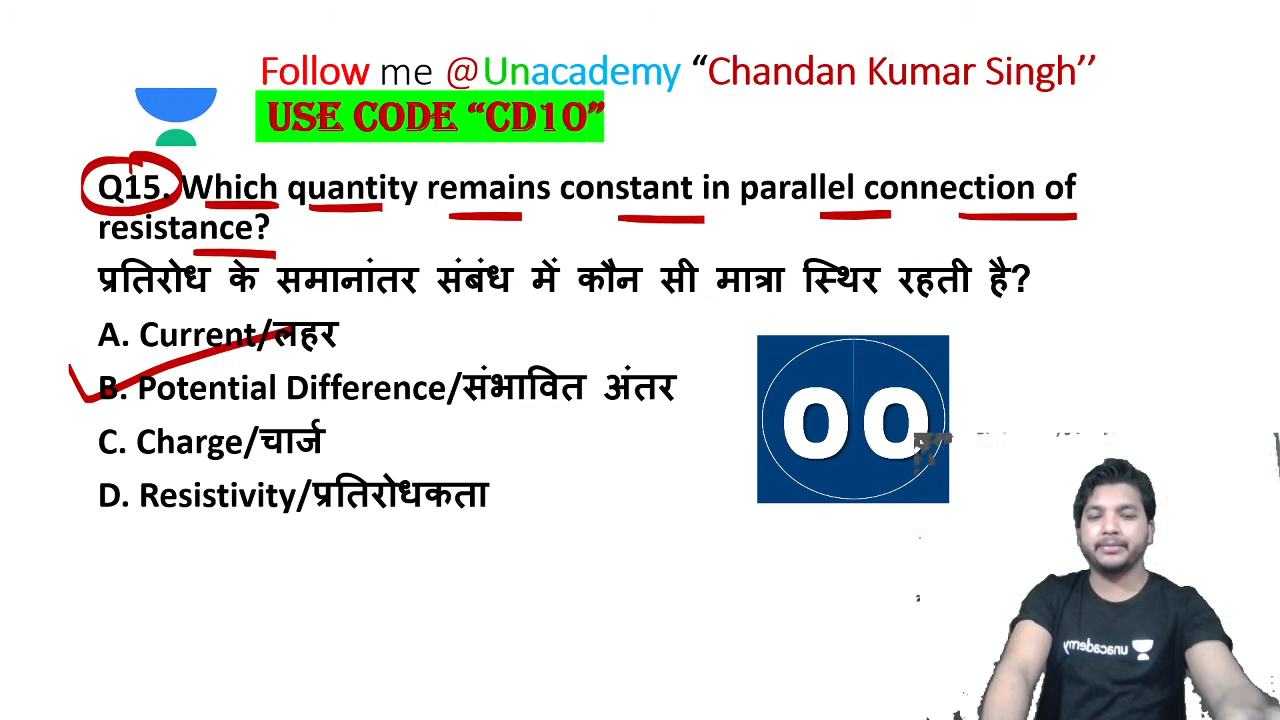 Follow me @Unacademy “Chandan Kumar Singh’’
USE CODE “CD10”
Q15. Which quantity remains constant in parallel connection of
resistance?
प्रतिरोध के समानांतर संबंध में कौन सी मात्रा स्थिर रहती है?
A. Current/लहर
B. Potential Difference/संभावित अंतर
C. Charge/चार्ज
D. Resistivity/प्रतिरोधकता
00
unacademy